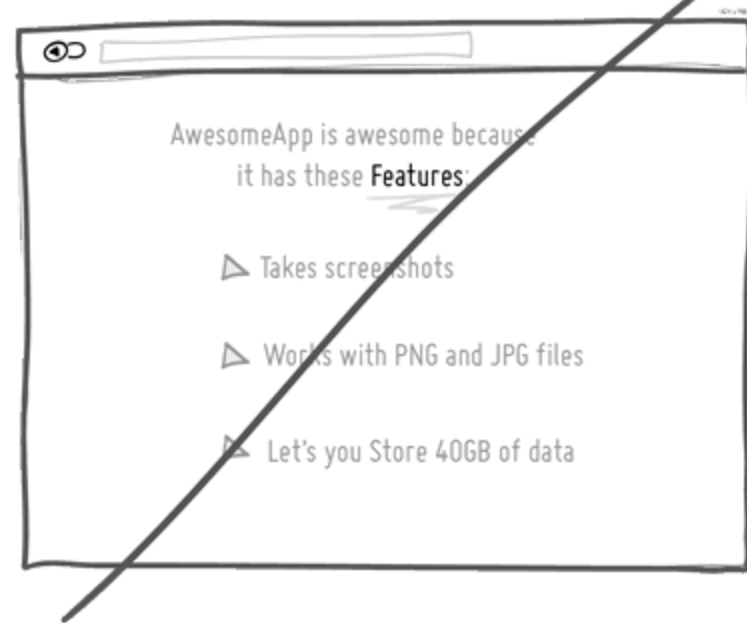 AwesomeApp is awesome because
it has these Features:
Takes screenshots
Works with PNG and JPG files
Let's you Store 40GB of data